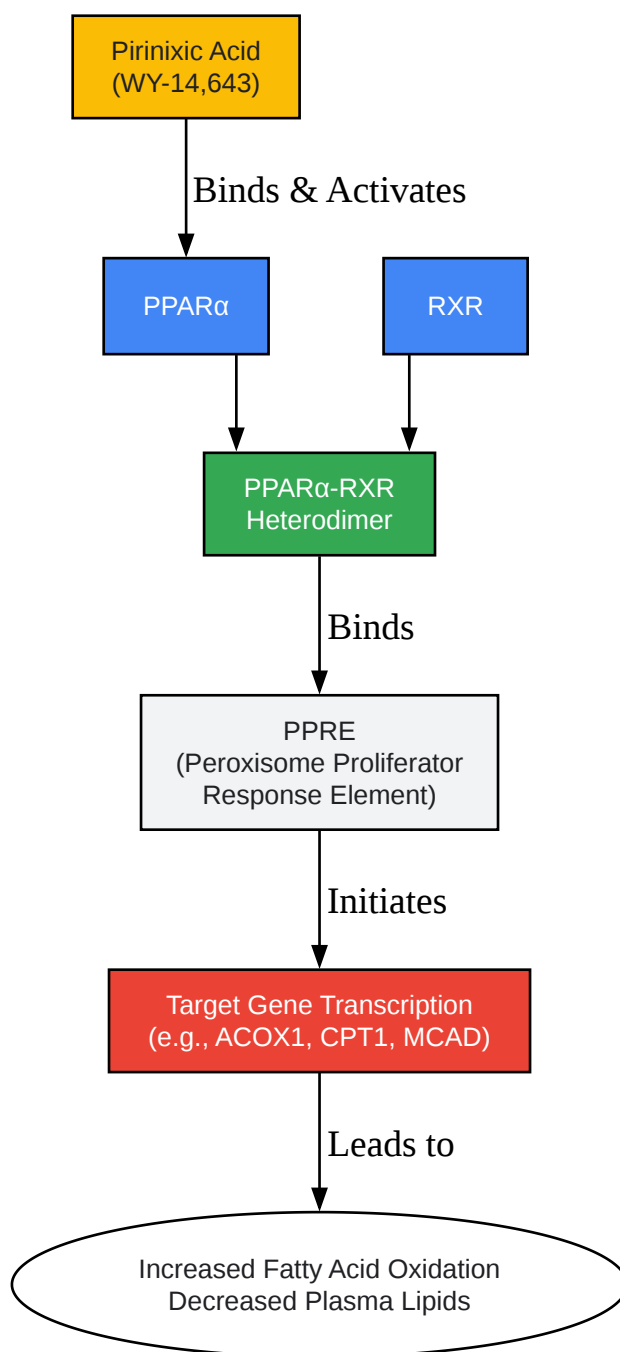 Pirinixic Acid
(WY-14,643)
Binds & Activates
PPARα
RXR
PPARα-RXR
Heterodimer
Binds
PPRE
(Peroxisome Proliferator
Response Element)
Initiates
Target Gene Transcription
(e.g., ACOX1, CPT1, MCAD)
Leads to
Increased Fatty Acid Oxidation
Decreased Plasma Lipids